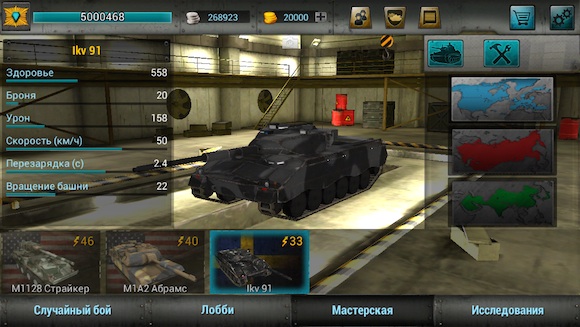 5000468
268923
20000
Ikv 91
Здоровье 558
Броня 20
Урон 158
Скорость (км/ч) 50
Перезарядка (с) 2.4
Вращение башни 22
46
40
33
M1128 Страйкер
M1A2 Абрамс
Ikv 91
Случайный бой
Лобби
Мастерская
Исследования